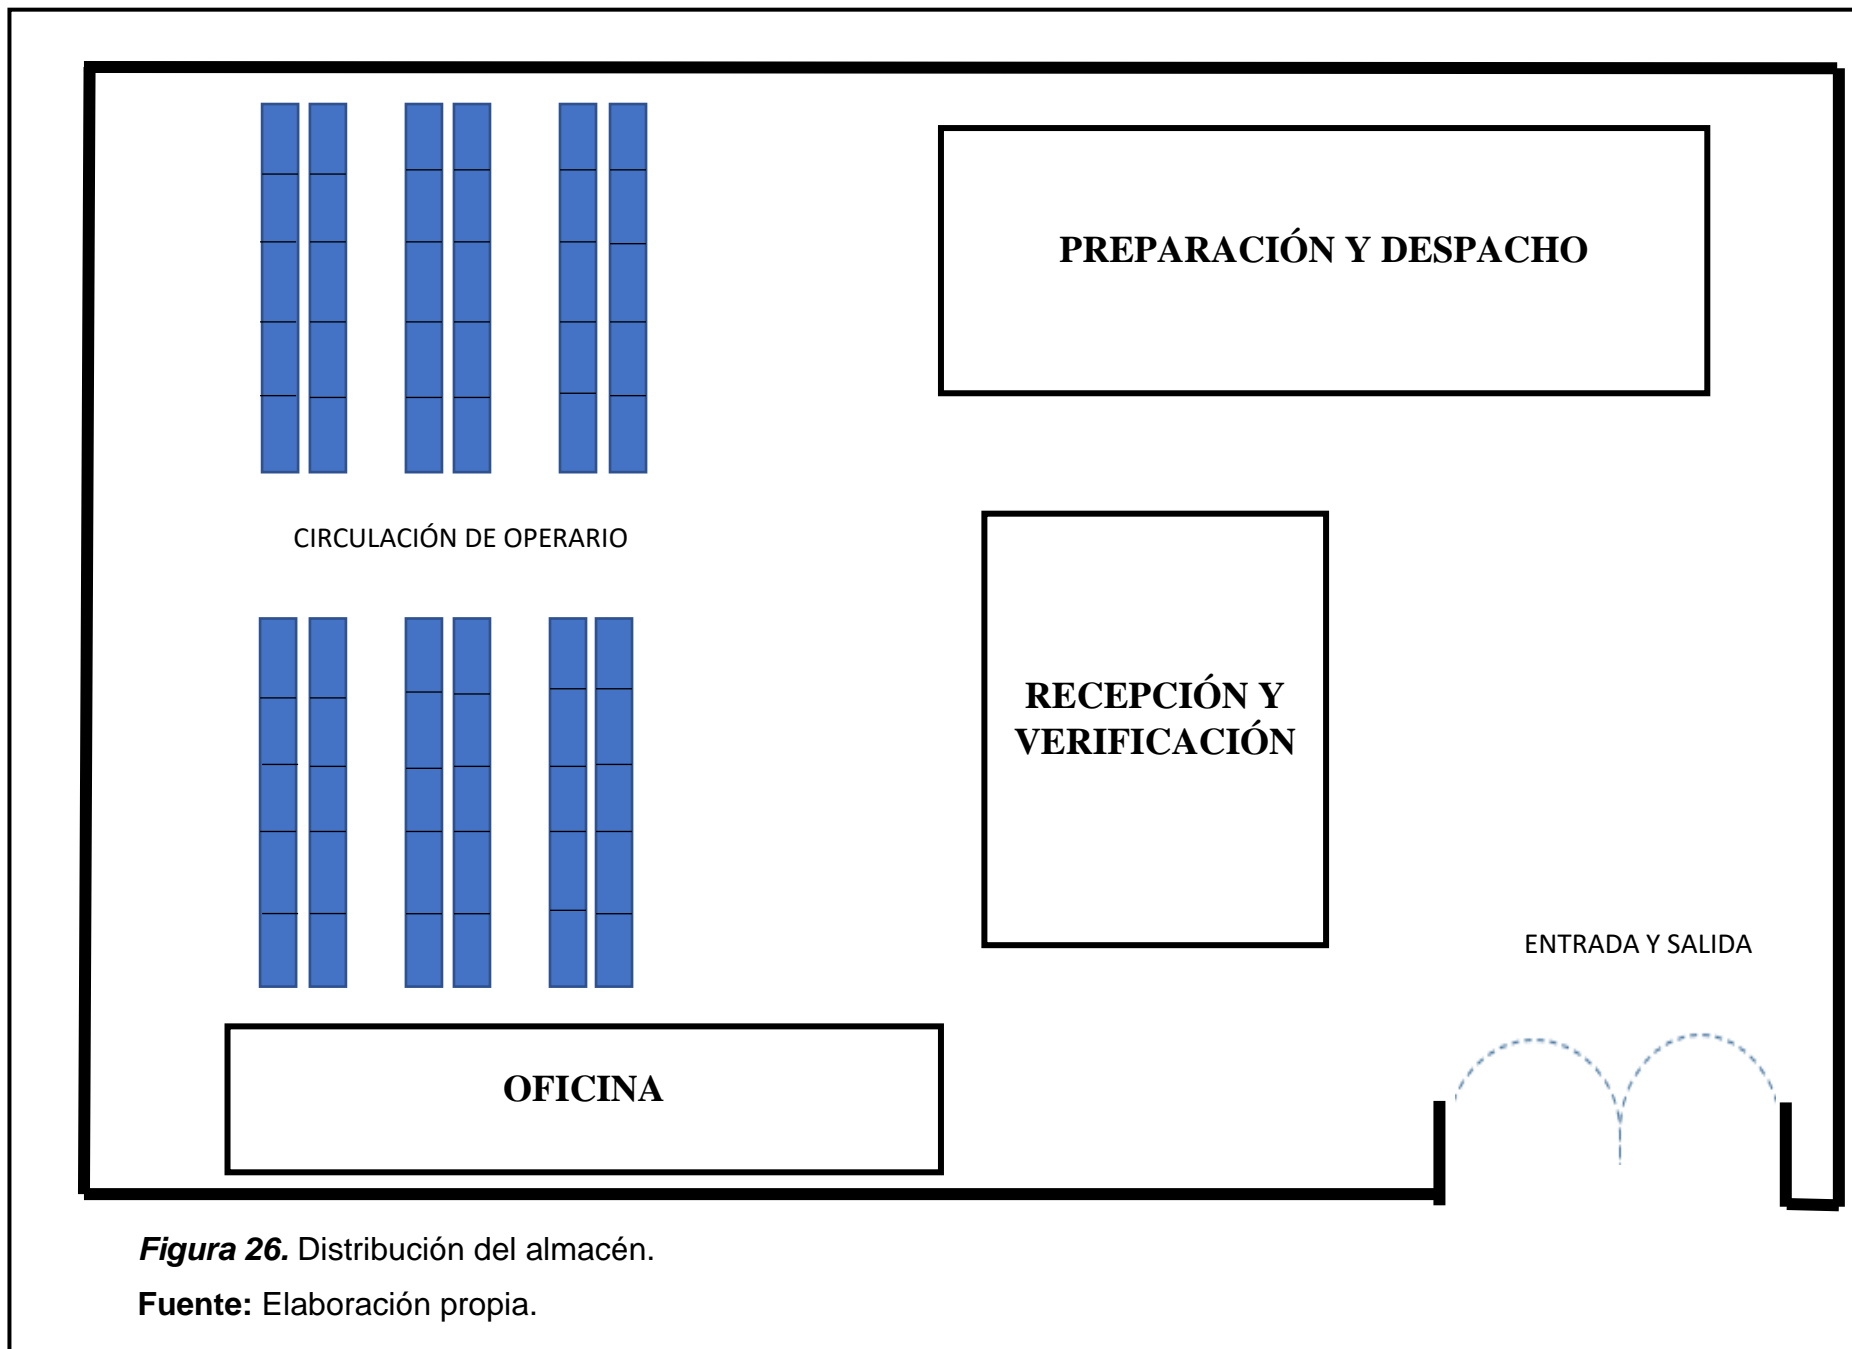 PREPARACIÓN Y DESPACHO
CIRCULACIÓN DE OPERARIO
RECEPCIÓN Y
VERIFICACIÓN
ENTRADA Y SALIDA
OFICINA
Figura 26. Distribución del almacén.
Fuente: Elaboración propia.